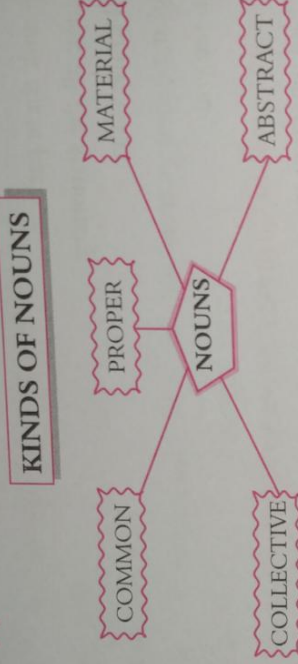 KINDS OF NOUNS
COMMON
PROPER
MATERIAL
NOUNS
COLLECTIVE
ABSTRACT